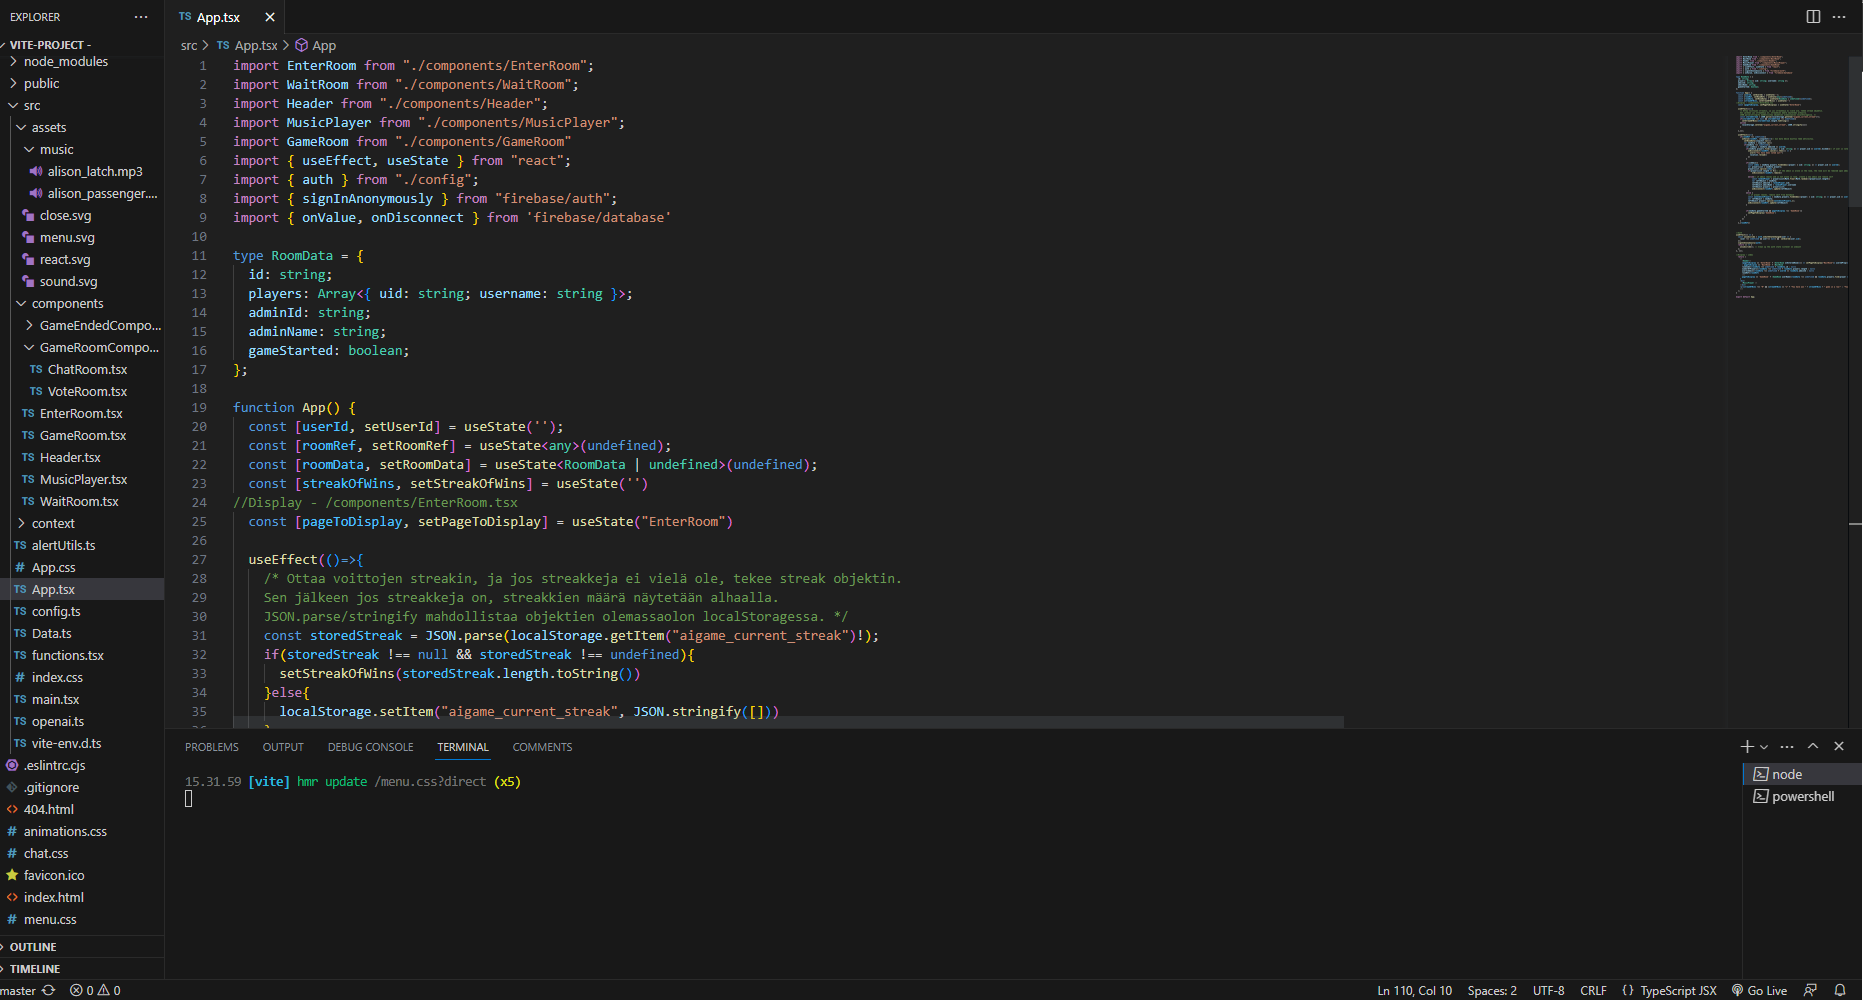 EXPLORER
VITE-PROJECT -
node_modules
public
src
assets
music
alison_latch.mp3
alison_passenger....
close.svg
menu.svg
react.svg
sound.svg
components
GameEndedCompo...
GameRoomCompo...
TS ChatRoom.tsx
TS VoteRoom.tsx
TS EnterRoom.tsx
TS GameRoom.tsx
TS Header.tsx
TS MusicPlayer.tsx
TS WaitRoom.tsx
context
TS alertUtils.ts
# App.css
TS App.tsx
TS config.ts
TS Data.ts
TS functions.tsx
# index.css
TS main.tsx
TS openai.ts
TS vite-env.d.ts
.eslintrc.cjs
.gitignore
<> 404.html
# animations.css
# chat.css
favicon.ico
<> index.html
# menu.css
OUTLINE
TIMELINE
TS App.tsx
src > TS App.tsx > App
1 import EnterRoom from "./components/EnterRoom";
2 import WaitRoom from "./components/WaitRoom";
3 import Header from "./components/Header";
4 import MusicPlayer from "./components/MusicPlayer";
5 import GameRoom from "./components/GameRoom"
6 import { useEffect, useState } from "react";
7 import { auth } from "./config";
8 import { signInAnonymously } from "firebase/auth";
9 import { onValue, onDisconnect } from 'firebase/database'
10
11 type RoomData = {
12 id: string;
13 players: Array<{ uid: string; username: string }>;
14 adminId: string;
15 adminName: string;
16 gameStarted: boolean;
17 };
18
19 function App() {
20 const [userId, setUserId] = useState('');
21 const [roomRef, setRoomRef] = useState<any>(undefined);
22 const [roomData, setRoomData] = useState<RoomData | undefined>(undefined);
23 const [streakOfWins, setStreakOfWins] = useState('')
24 //Display - /components/EnterRoom.tsx
25 const [pageToDisplay, setPageToDisplay] = useState("EnterRoom")
26
27 useEffect(()=>{
28 /* Ottaa voittojen streakin, ja jos streakkeja ei vielä ole, tekee streak objektin.
29 Sen jälkeen jos streakkeja on, streakkien määrä näytetään alhaalla.
30 JSON.parse/stringify mahdollistaa objektien olemassaolon localStoragessa. */
31 const storedStreak = JSON.parse(localStorage.getItem("aigame_current_streak")!);
32 if(storedStreak !== null && storedStreak !== undefined){
33 setStreakOfWins(storedStreak.length.toString())
34 }else{
35 localStorage.setItem("aigame_current_streak", JSON.stringify([]))
PROBLEMS OUTPUT DEBUG CONSOLE TERMINAL COMMENTS
15.31.59 [vite] hmr update /menu.css?direct (x5)
node
powershell
master 0 0
Ln 110, Col 10 Spaces: 2 UTF-8 CRLF {} TypeScript JSX Go Live